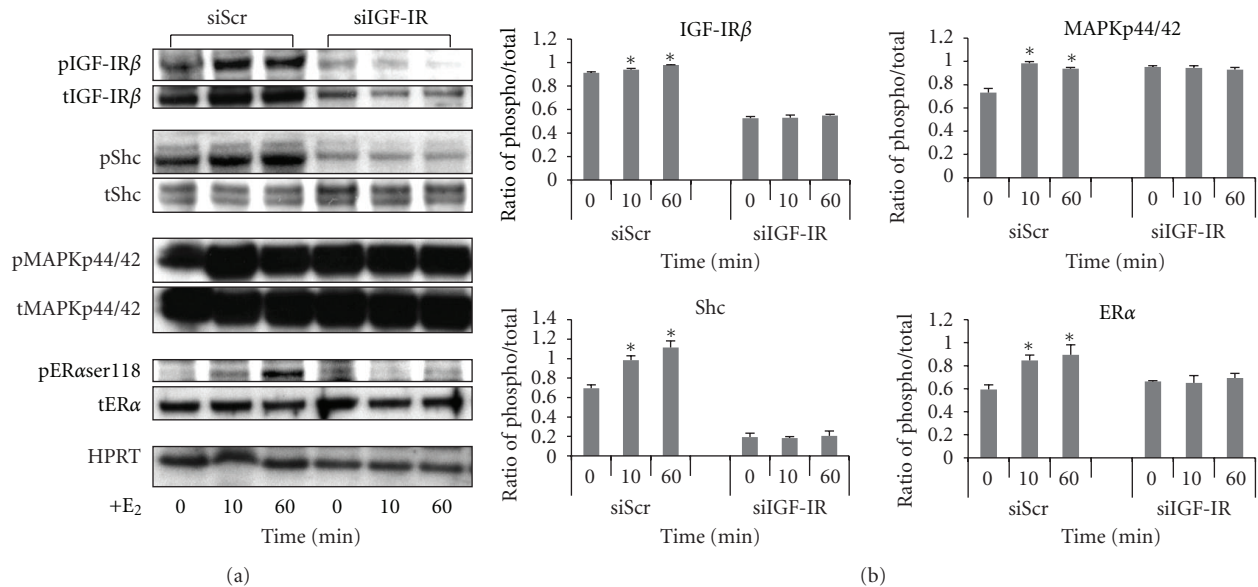 siScr siIGF-IR
pIGF-IRβ
tIGF-IRβ
pShc
tShc
pMAPKp44/42
tMAPKp44/42
pERαser118
tERα
HPRT
+E₂ 0 10 60 0 10 60
Time (min)
(a)
IGF-IRβ
Ratio of phospho/total
1.2
1
0.8
0.6
0.4
0.2
0
* *
0 10 60 0 10 60
siScr siIGF-IR
Time (min)
MAPKp44/42
Ratio of phospho/total
1.2
1
0.8
0.6
0.4
0.2
0
* *
0 10 60 0 10 60
siScr siIGF-IR
Time (min)
Shc
Ratio of phospho/total
1.4
1.2
1
0.8
0.6
0.4
0.2
0
* *
0 10 60 0 10 60
siScr siIGF-IR
Time (min)
ERα
Ratio of phospho/total
1.2
1
0.8
0.6
0.4
0.2
0
* *
0 10 60 0 10 60
siScr siIGF-IR
Time (min)
(b)